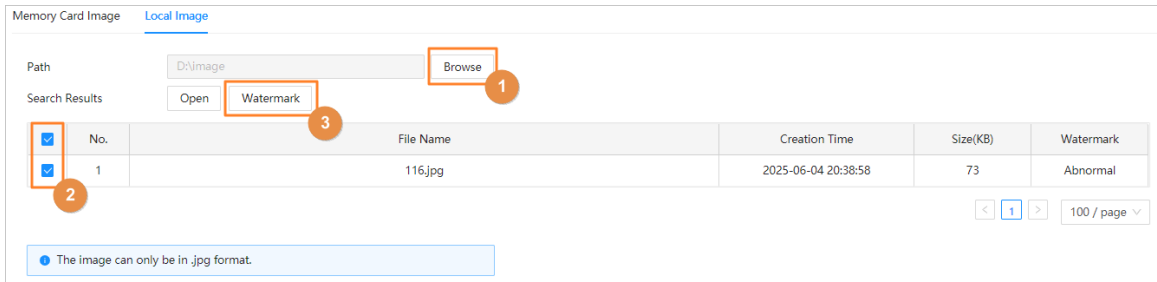 Memory Card Image Local Image
Path D:\image Browse
1
Search Results Open Watermark
3
No. File Name Creation Time Size(KB) Watermark
1 116.jpg 2025-06-04 20:38:58 73 Abnormal
2
< 1 > 100 / page
The image can only be in .jpg format.